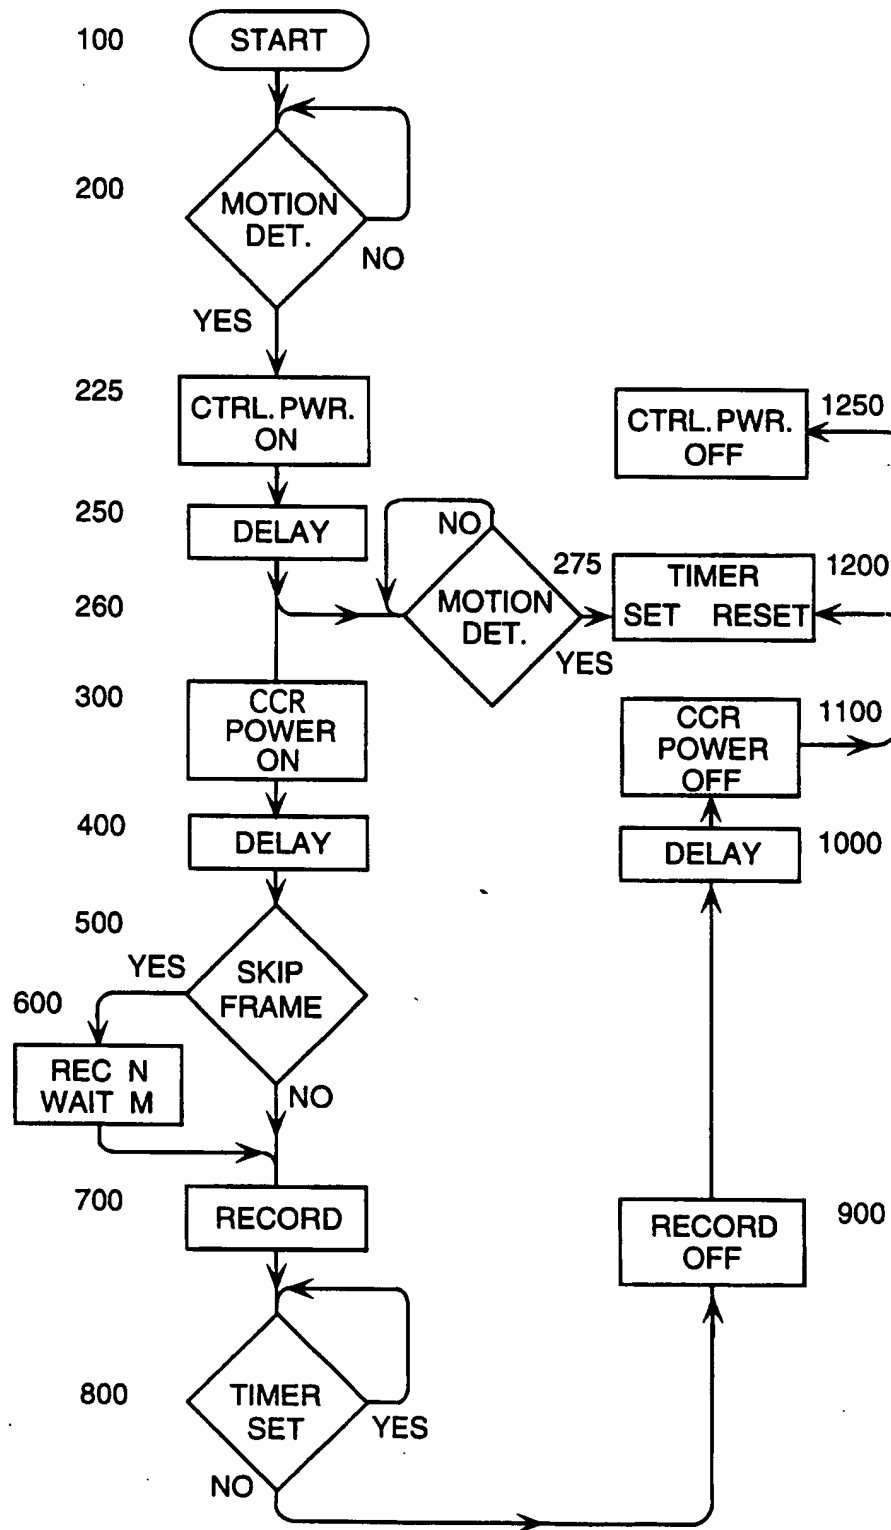 100
START
200
MOTION
DET.
NO
YES
225
CTRL. PWR.
ON
1250
CTRL. PWR.
OFF
250
DELAY
NO
260
MOTION
DET.
YES
275
TIMER
SET RESET
1200
300
CCR
POWER
ON
CCR
POWER
OFF
1100
400
DELAY
DELAY
1000
500
YES
SKIP
FRAME
NO
600
REC N
WAIT M
700
RECORD
RECORD
OFF
900
800
TIMER
SET
YES
NO